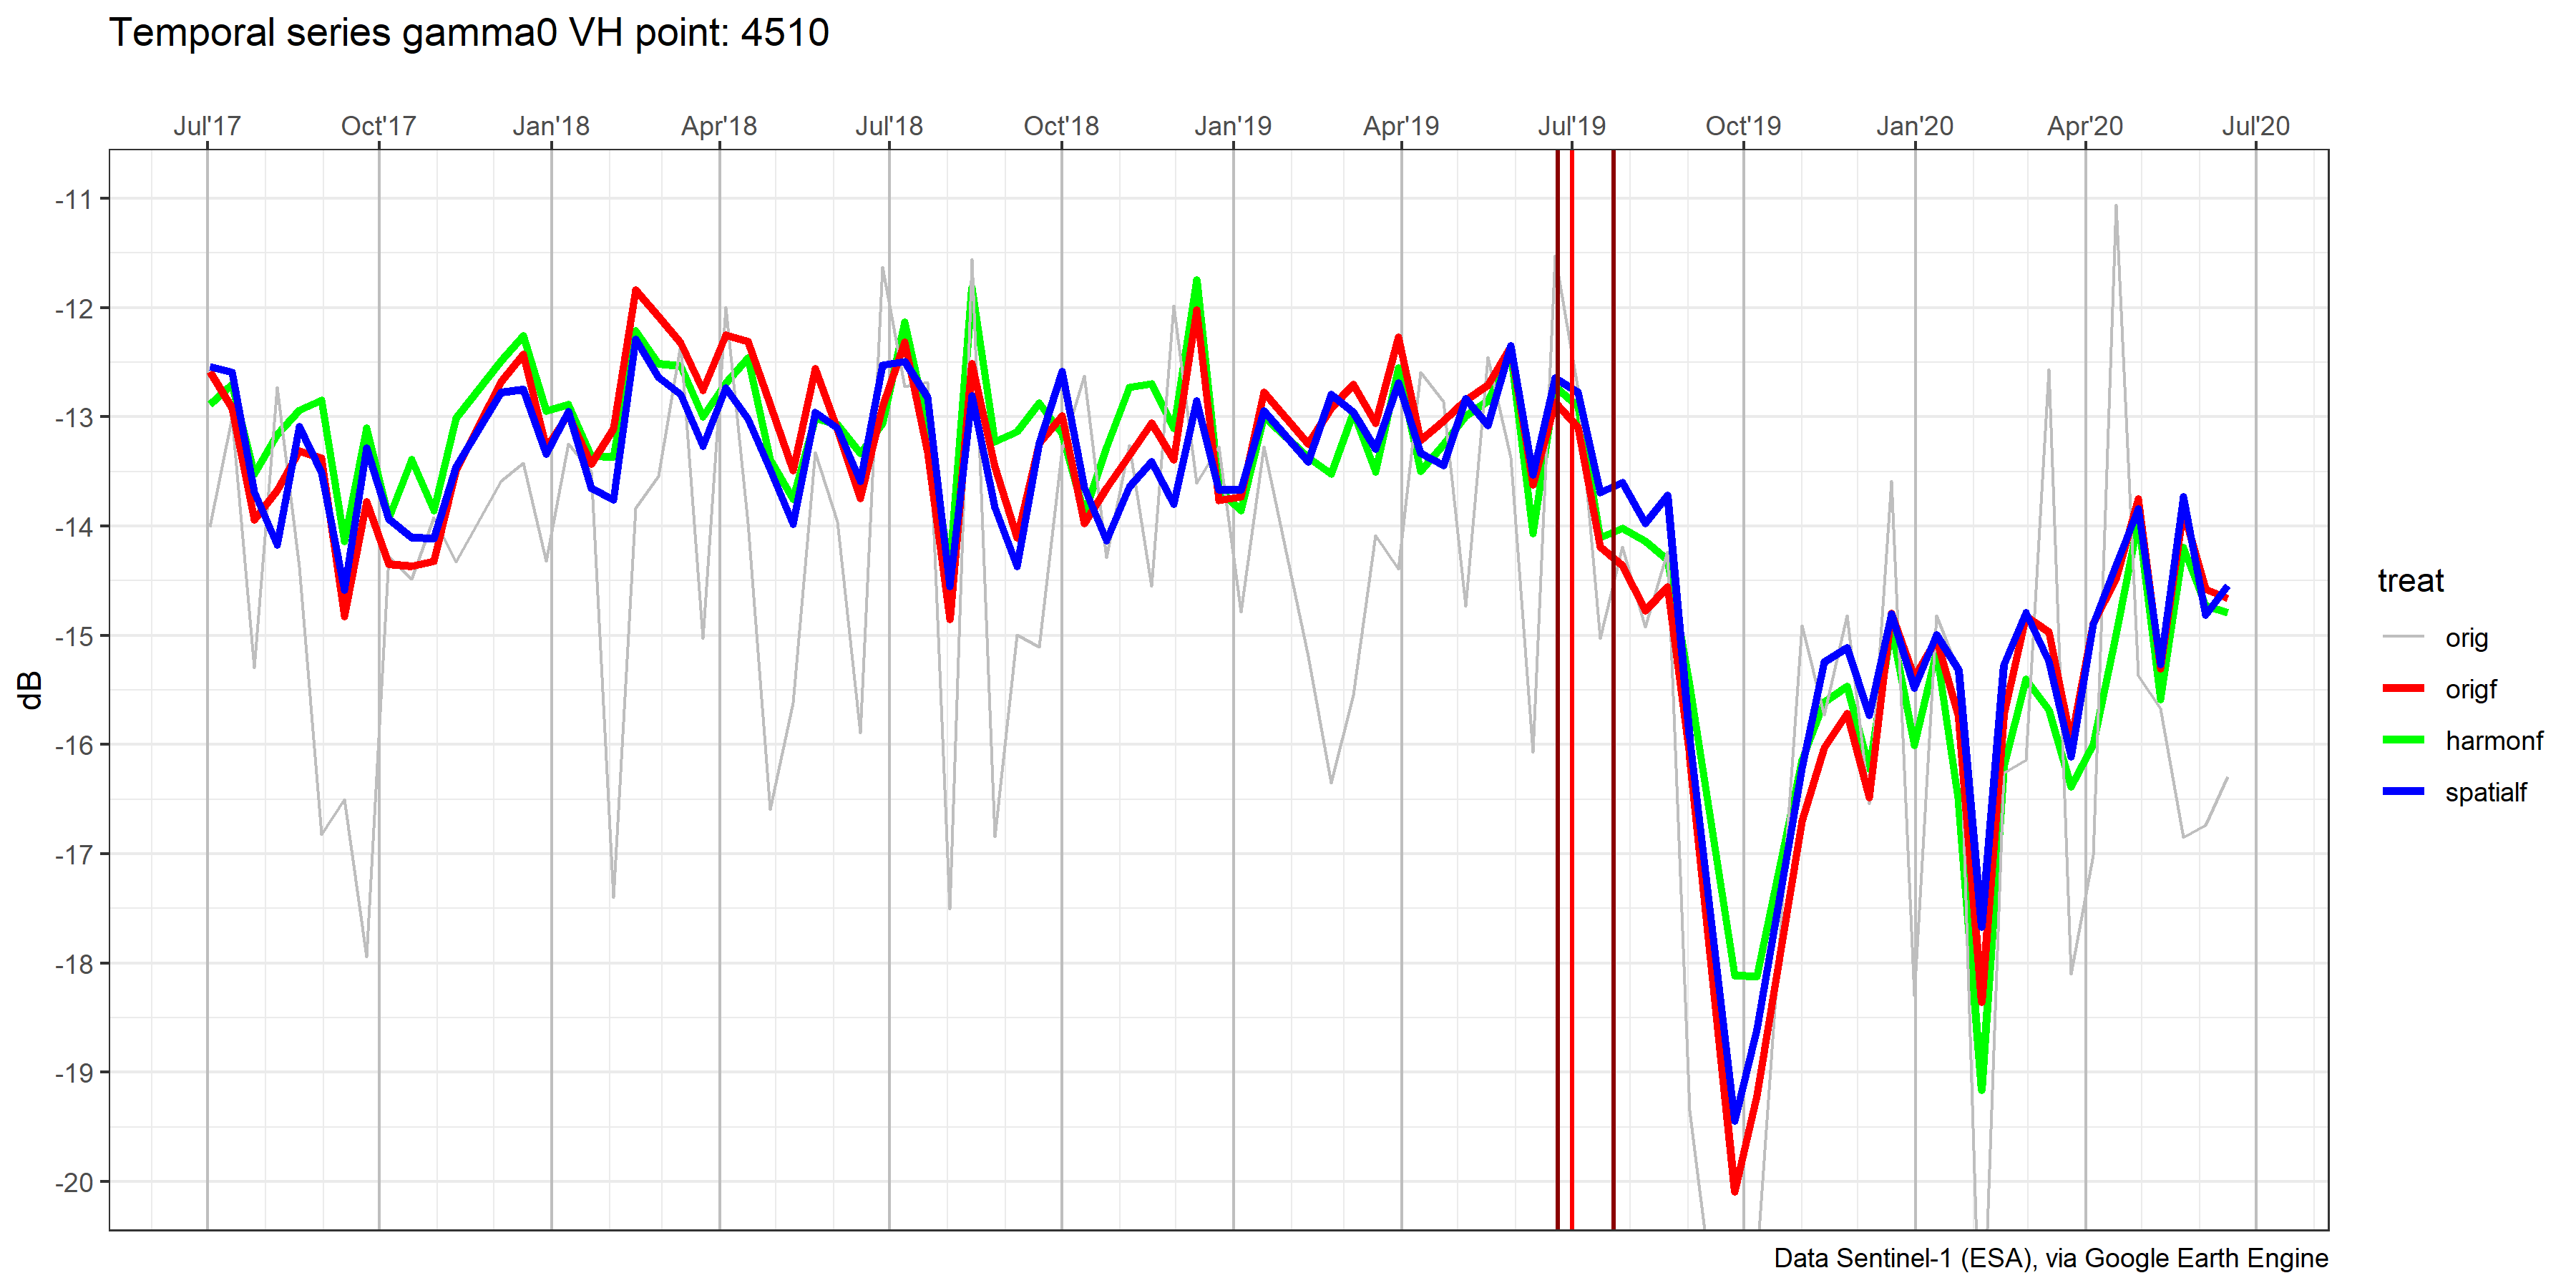 Temporal series gamma0 VH point: 4510
Jul'17 Oct'17 Jan'18 Apr'18 Jul'18 Oct'18 Jan'19 Apr'19 Jul'19 Oct'19 Jan'20 Apr'20 Jul'20
-11
-12
-13
-14
-15
-16
-17
-18
-19
-20
dB
treat
orig
origf
harmonf
spatialf
Data Sentinel-1 (ESA), via Google Earth Engine